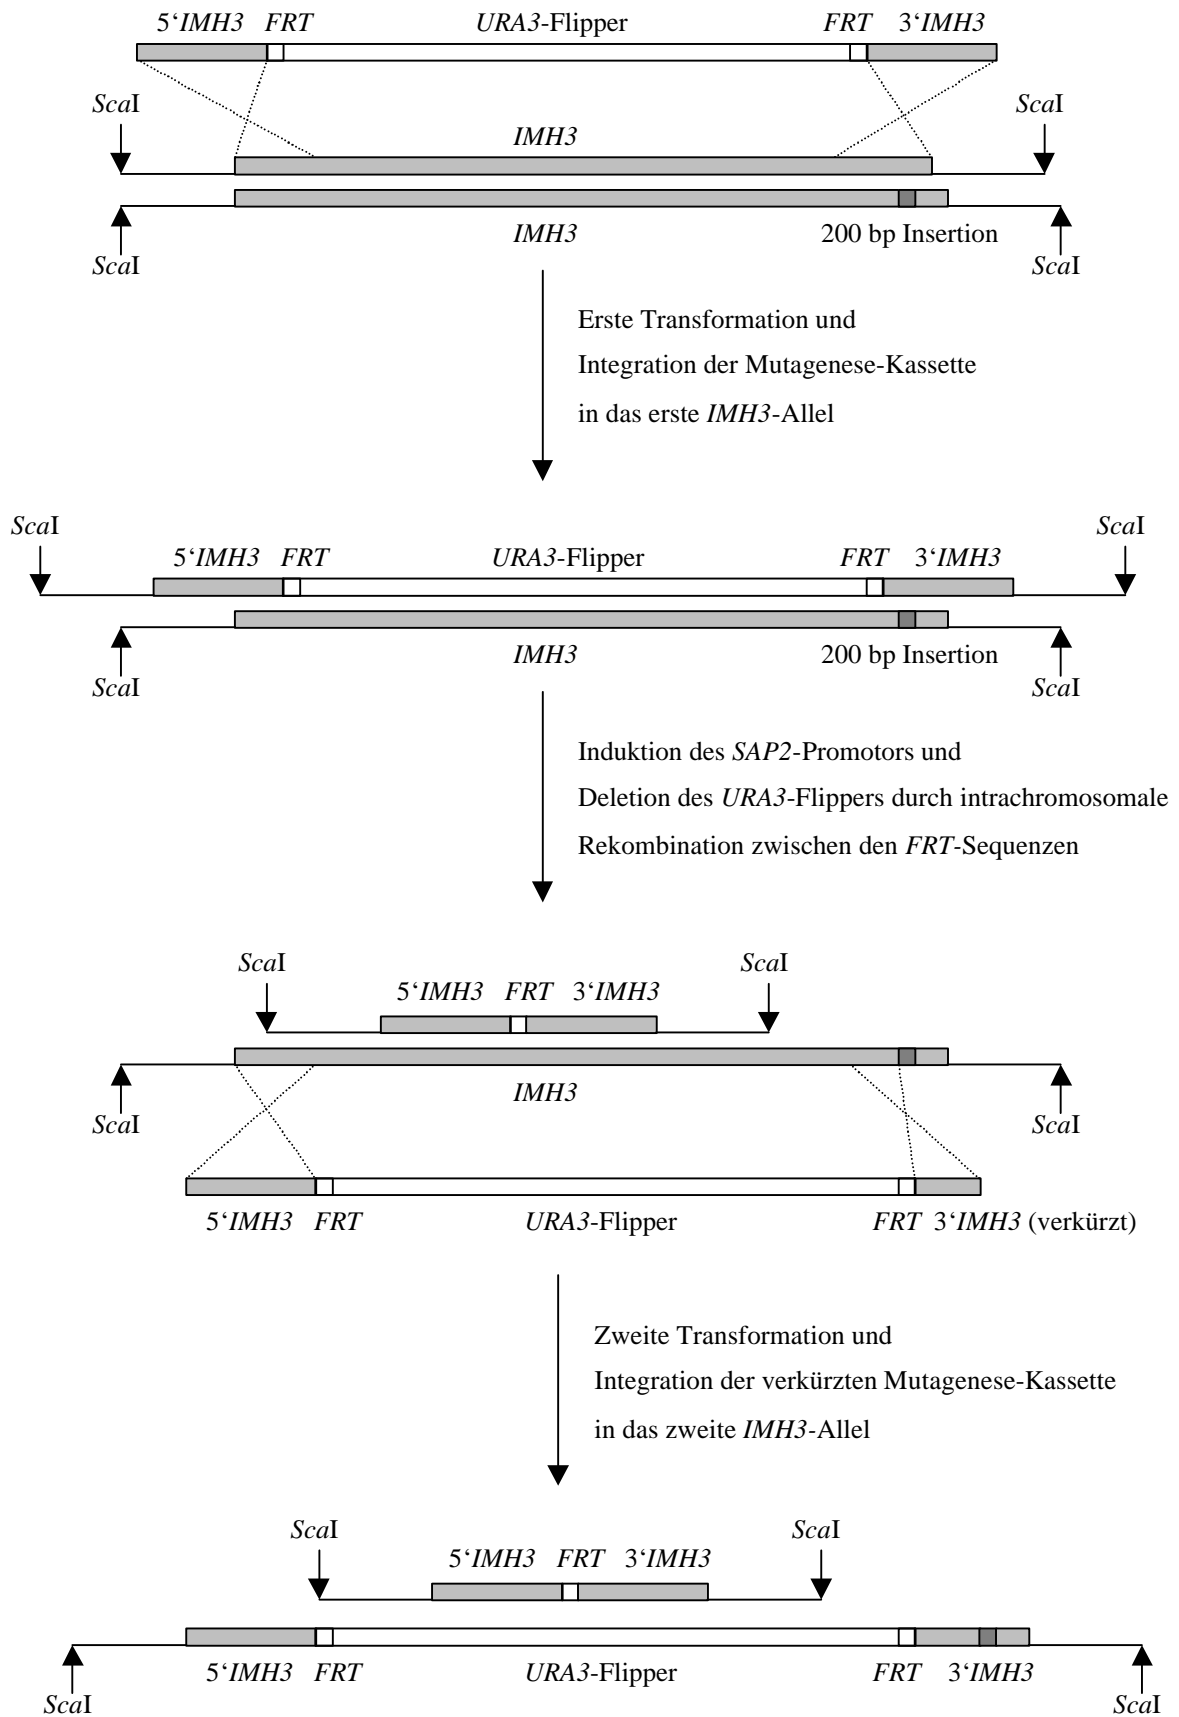 5‘IMH3 FRT URA3-Flipper FRT 3‘IMH3
ScaI ScaI
IMH3
IMH3 200 bp Insertion
ScaI ScaI
Erste Transformation und
Integration der Mutagenese-Kassette
in das erste IMH3-Allel
ScaI ScaI
5‘IMH3 FRT URA3-Flipper FRT 3‘IMH3
IMH3 200 bp Insertion
ScaI ScaI
Induktion des SAP2-Promotors und
Deletion des URA3-Flippers durch intrachromosomale
Rekombination zwischen den FRT-Sequenzen
ScaI ScaI
5‘IMH3 FRT 3‘IMH3
IMH3
ScaI ScaI
5‘IMH3 FRT URA3-Flipper FRT 3‘IMH3 (verkürzt)
Zweite Transformation und
Integration der verkürzten Mutagenese-Kassette
in das zweite IMH3-Allel
ScaI ScaI
5‘IMH3 FRT 3‘IMH3
5‘IMH3 FRT URA3-Flipper FRT 3‘IMH3
ScaI ScaI